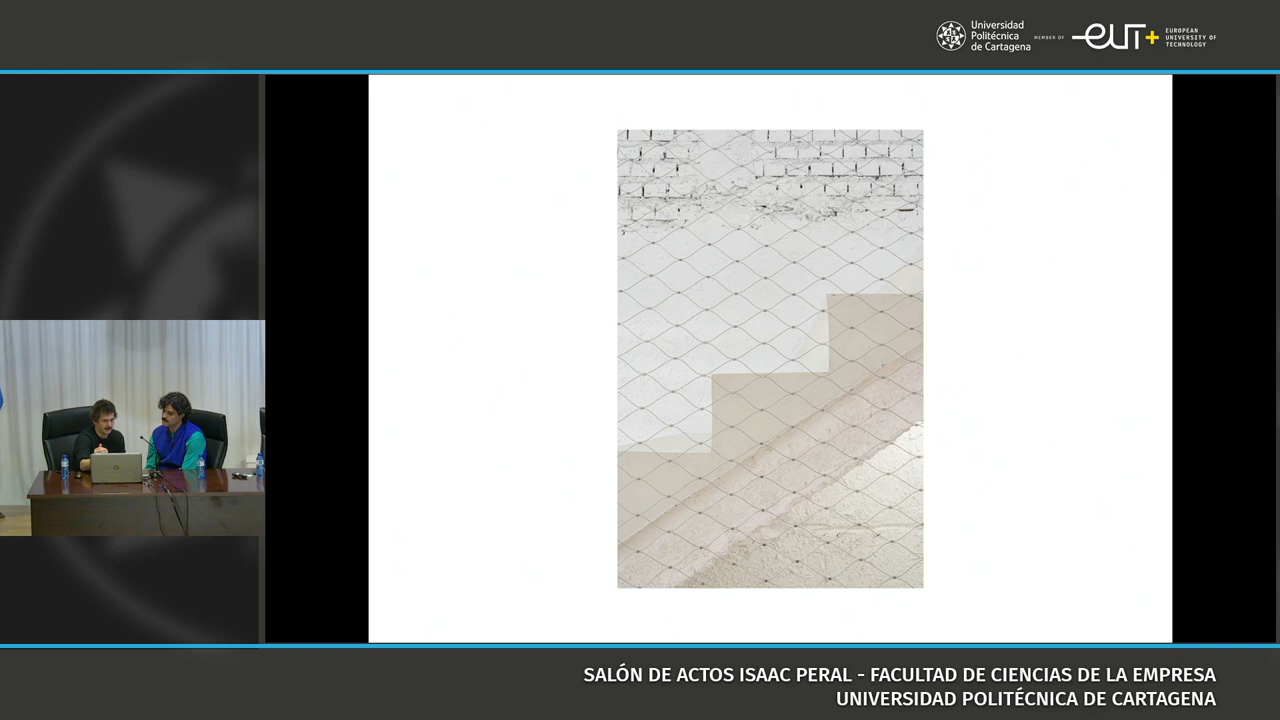 Universidad
Politécnica
de Cartagena
MEMBER OF
EUT+
EUROPEAN
UNIVERSITY OF
TECHNOLOGY
SALÓN DE ACTOS ISAAC PERAL - FACULTAD DE CIENCIAS DE LA EMPRESA
UNIVERSIDAD POLITÉCNICA DE CARTAGENA